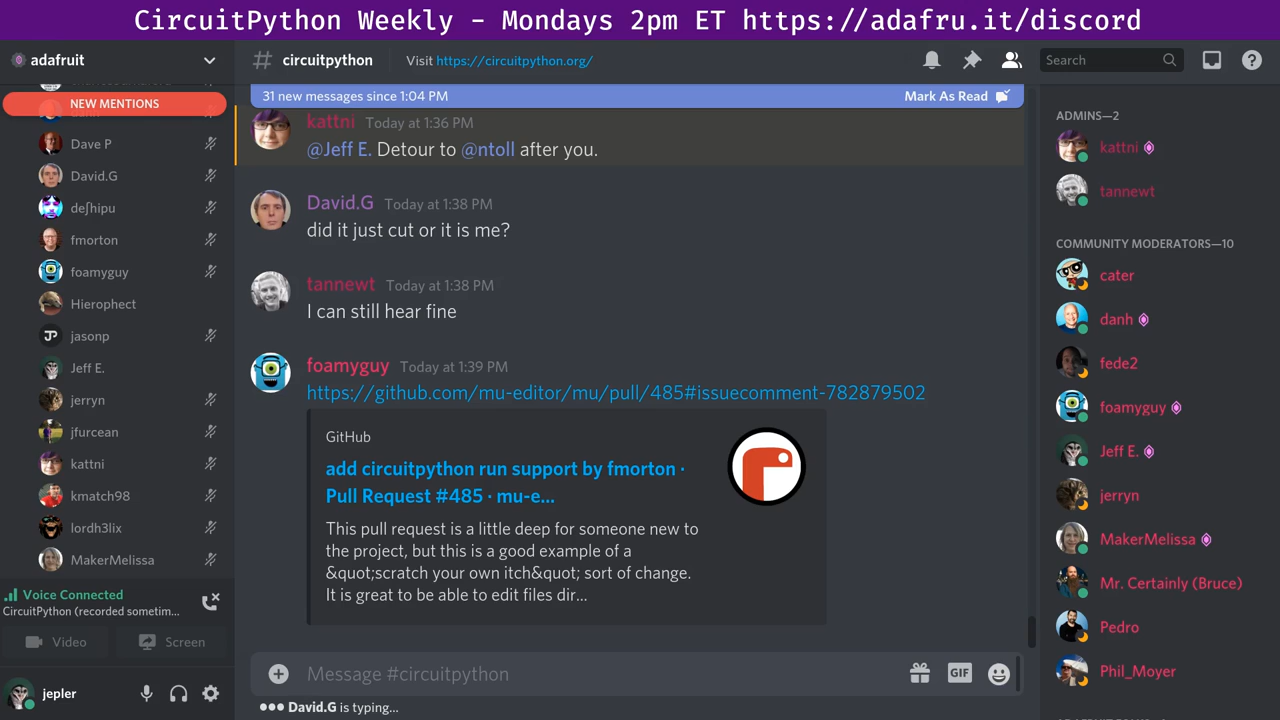 CircuitPython Weekly - Mondays 2pm ET https://adafru.it/discord
adafruit
NEW MENTIONS
Dave P
David.G
deʃhipu
fmorton
foamyguy
Hierophect
JP jasonp
Jeff E.
jerryn
jfurcean
kattni
kmatch98
lordh3lix
MakerMelissa
Voice Connected
CircuitPython (recorded sometim...
Video
Screen
jepler
# circuitpython
Visit https://circuitpython.org/
Search
31 new messages since 1:04 PM
Mark As Read
kattni Today at 1:36 PM
@Jeff E. Detour to @ntoll after you.
David.G Today at 1:38 PM
did it just cut or it is me?
tannewt Today at 1:38 PM
I can still hear fine
foamyguy Today at 1:39 PM
https://github.com/mu-editor/mu/pull/485#issuecomment-782879502
GitHub
add circuitpython run support by fmorton ·
Pull Request #485 · mu-e...
This pull request is a little deep for someone new to
the project, but this is a good example of a
&quot;scratch your own itch&quot; sort of change.
It is great to be able to edit files dir...
Message #circuitpython
GIF
David.G is typing...
ADMINS—2
kattni
tannewt
COMMUNITY MODERATORS—10
cater
danh
fede2
foamyguy
Jeff E.
jerryn
MakerMelissa
Mr. Certainly (Bruce)
Pedro
Phil_Moyer